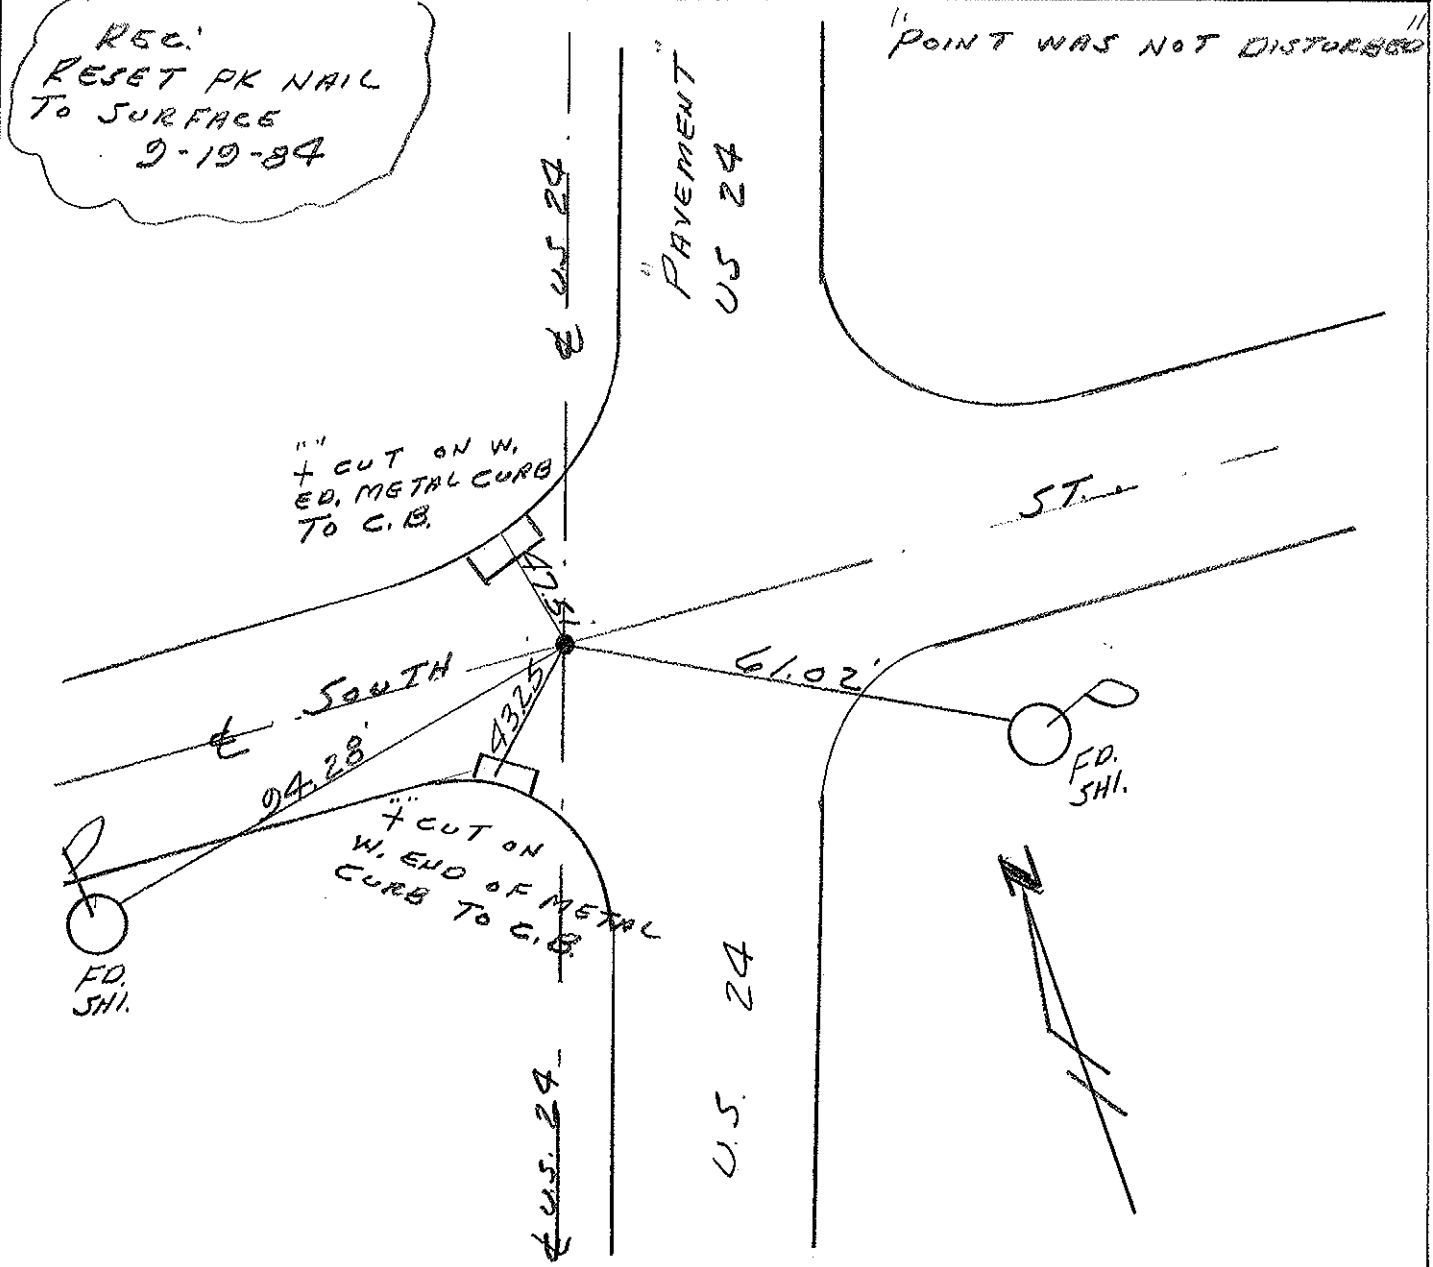 REC.
RESET PK NAIL
TO SURFACE
9-19-84
"POINT WAS NOT DISTURBED"
℄ US 24
"PAVEMENT"
US 24
"+" CUT ON W.
ED. METAL CURB
TO C.B.
ST.
47.51
61.02'
℄ SOUTH
43.25
94.28'
FD.
SHI.
"+" CUT ON
W. END OF METAL
CURB TO C.B.
FD.
SHI.
N
℄ U.S. 24
U.S. 24